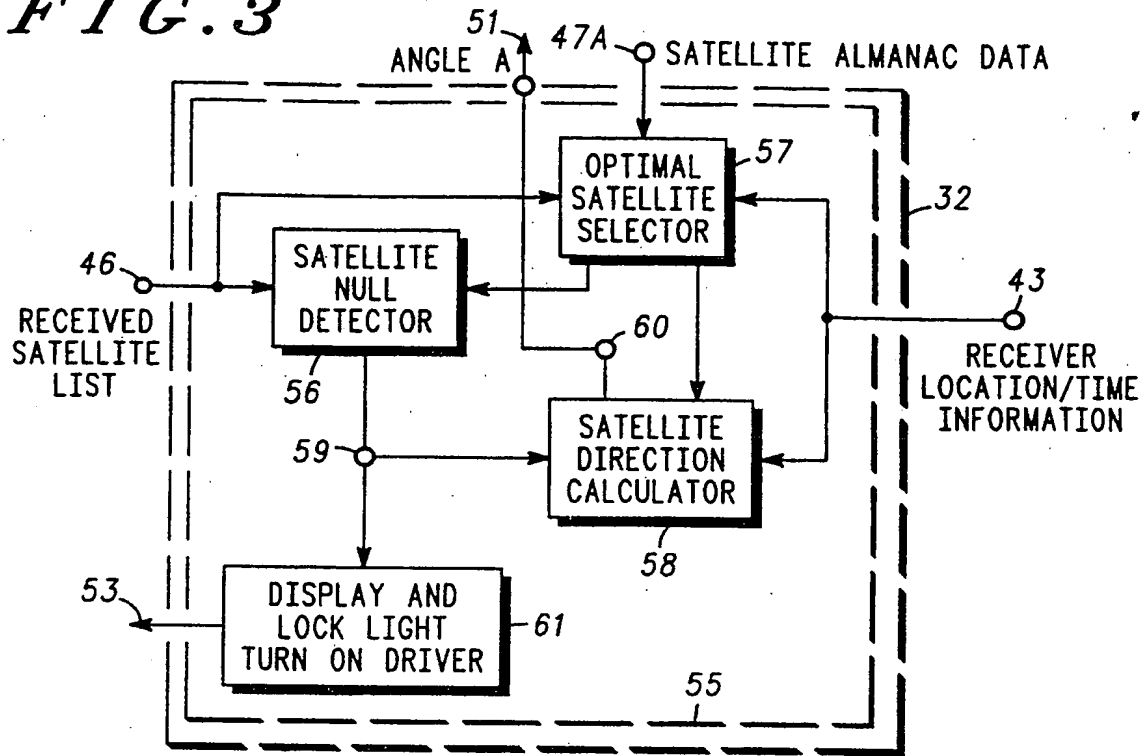 FIG. 3
51
47A
ANGLE A
SATELLITE ALMANAC DATA
57
OPTIMAL
SATELLITE
SELECTOR
32
46
SATELLITE
NULL
DETECTOR
43
RECEIVED
SATELLITE
LIST
60
RECEIVER
LOCATION/TIME
INFORMATION
56
59
SATELLITE
DIRECTION
CALCULATOR
58
53
DISPLAY AND
LOCK LIGHT
TURN ON DRIVER
61
55